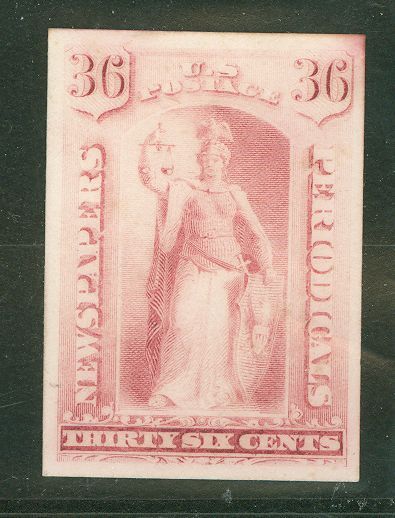 36
U.S.
POSTAGE
36
NEWSPAPERS
PERIODICALS
THIRTY SIX CENTS